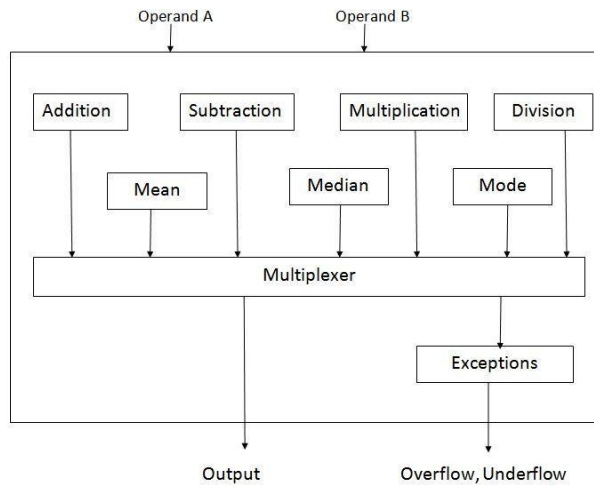 Operand A
Operand B
Addition
Subtraction
Multiplication
Division
Mean
Median
Mode
Multiplexer
Exceptions
Output
Overflow, Underflow